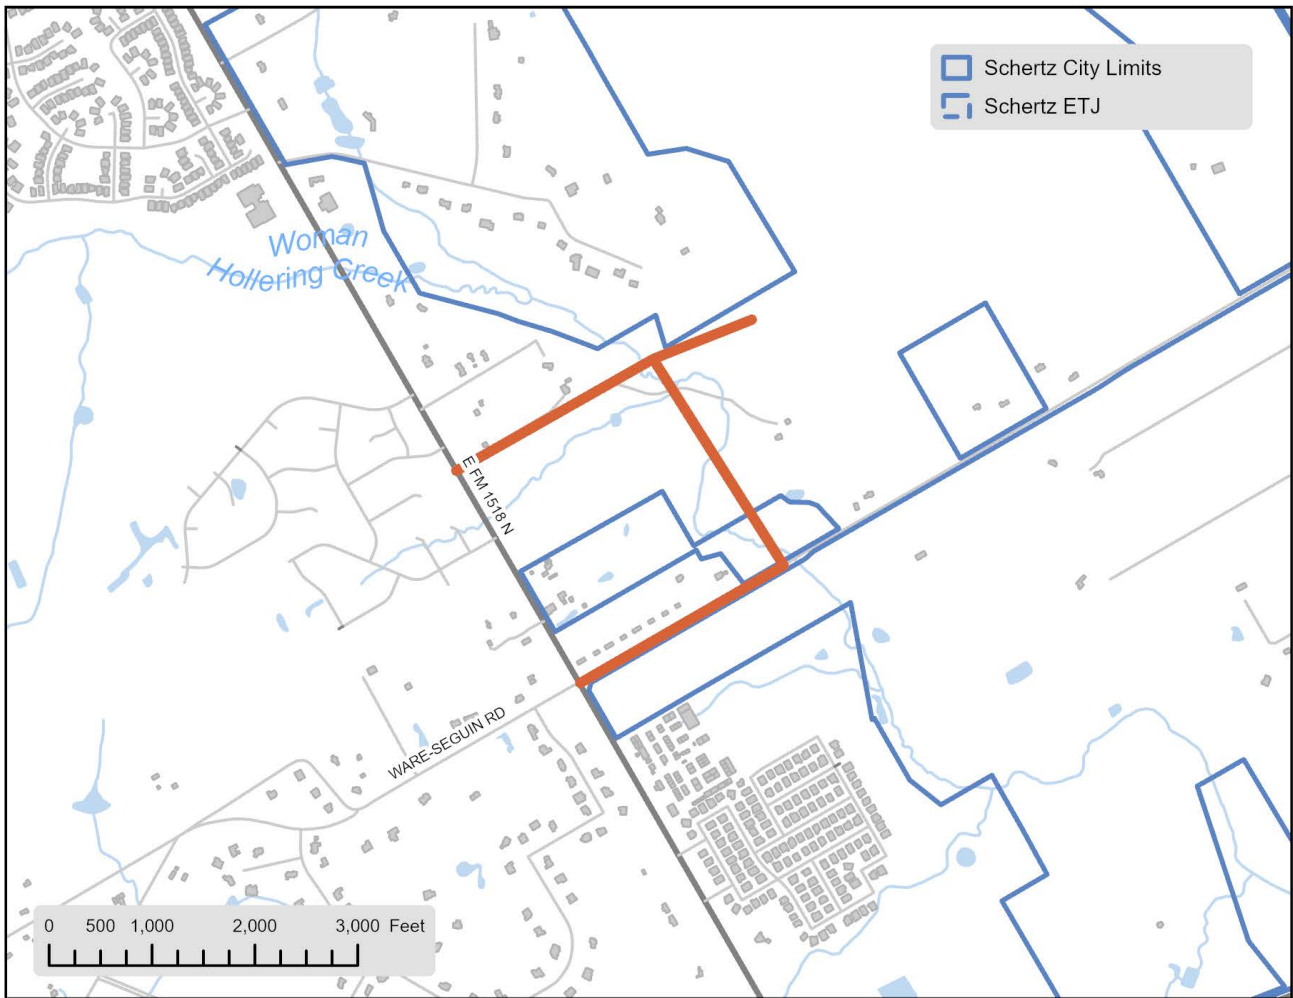 Schertz City Limits
Schertz ETJ
Woman
Hollering Creek
E FM 1518 N
WARE-SEGUIN RD
0 500 1,000 2,000 3,000 Feet